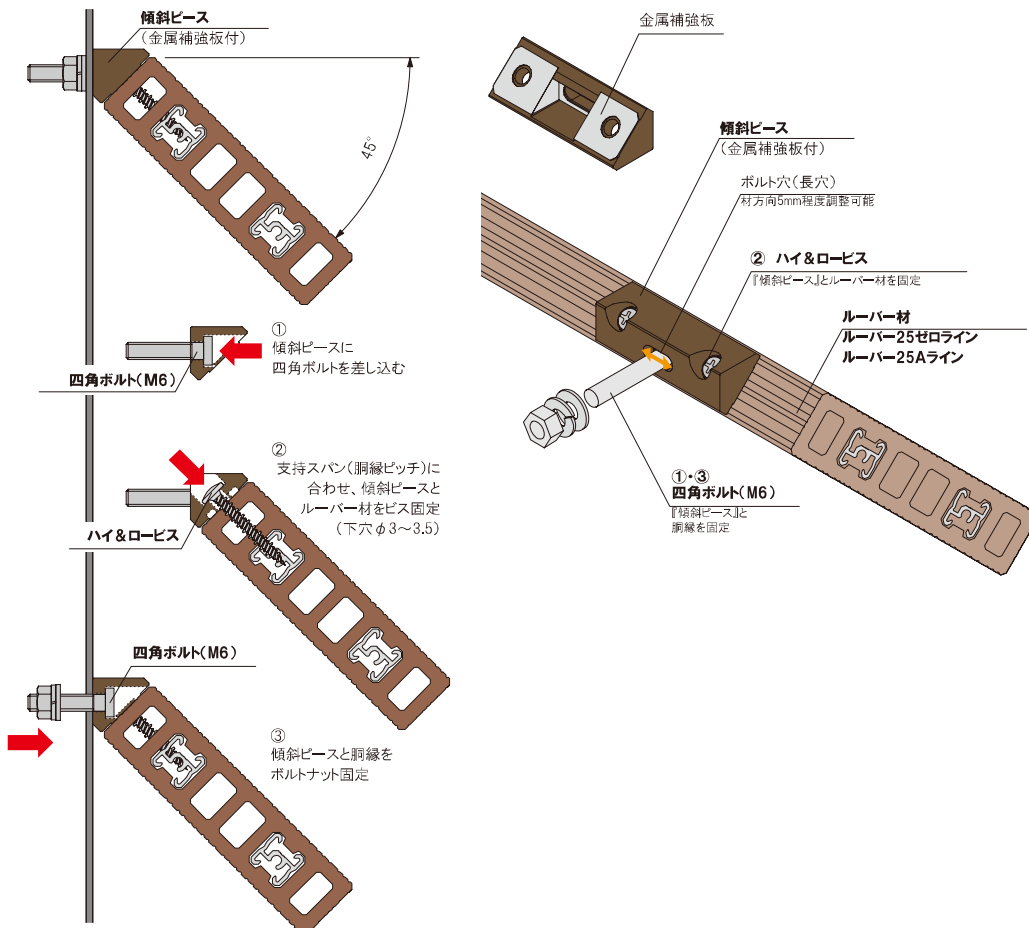 傾斜ピース
(金属補強板付)
45°
①
傾斜ピースに
四角ボルトを差し込む
四角ボルト(M6)
②
支持スパン(胴縁ピッチ)に
合わせ、傾斜ピースと
ルーバー材をビス固定
(下穴φ3～3.5)
ハイ&ロービス
四角ボルト(M6)
③
傾斜ピースと胴縁を
ボルトナット固定
金属補強板
傾斜ピース
(金属補強板付)
ボルト穴(長穴)
材方向5mm程度調整可能
② ハイ&ロービス
『傾斜ピース』とルーバー材を固定
ルーバー材
ルーバー25ゼロライン
ルーバー25Aライン
①・③
四角ボルト(M6)
『傾斜ピース』と
胴縁を固定